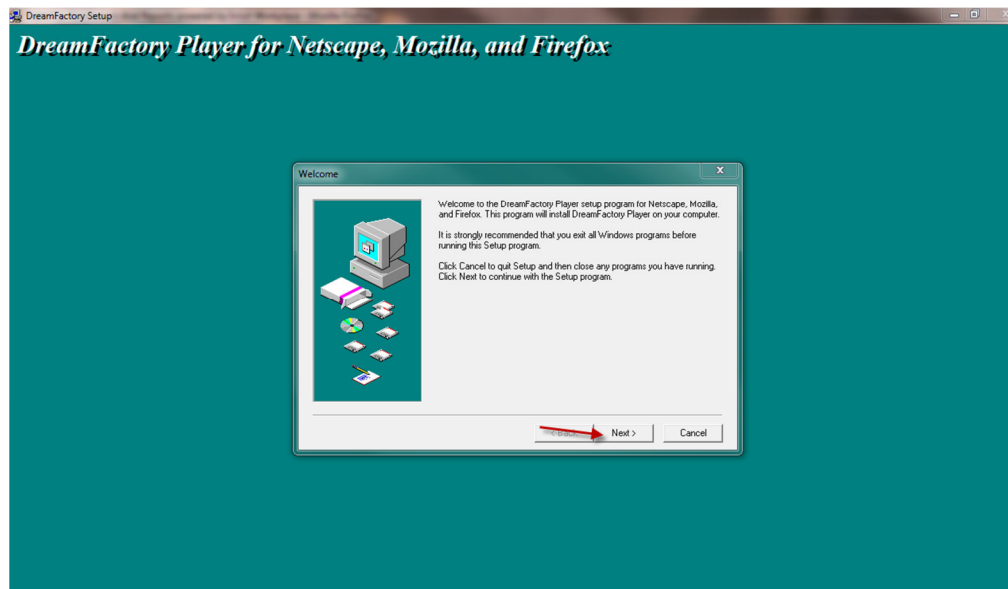 DreamFactory Setup
DreamFactory Player for Netscape, Mozilla, and Firefox
Welcome
Welcome to the DreamFactory Player setup program for Netscape, Mozilla,
and Firefox. This program will install DreamFactory Player on your computer.
It is strongly recommended that you exit all Windows programs before
running this Setup program.
Click Cancel to quit Setup and then close any programs you have running.
Click Next to continue with the Setup program.
Next >
Cancel